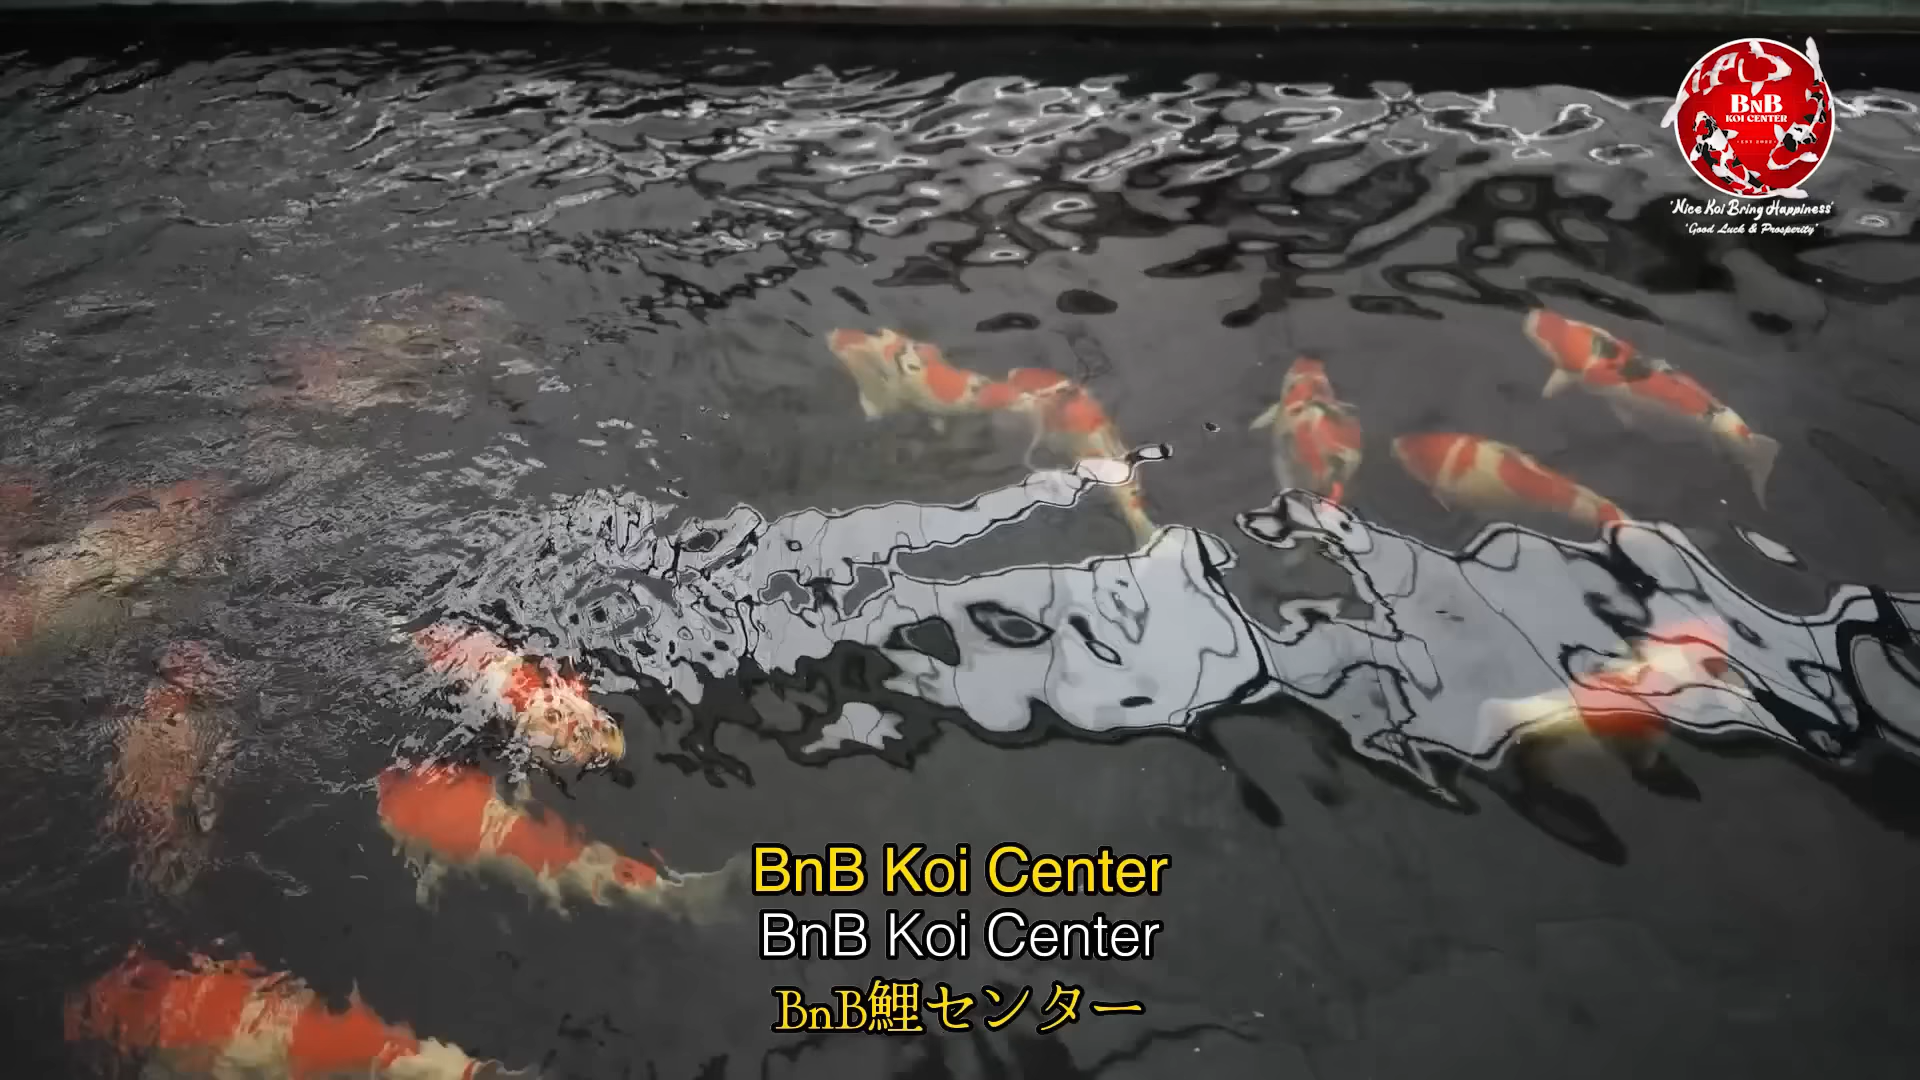 BnB
KOI CENTER
'Nice Koi Bring Happiness'
'Good Luck & Prosperity'
BnB Koi Center
BnB Koi Center
BnB鯉センター